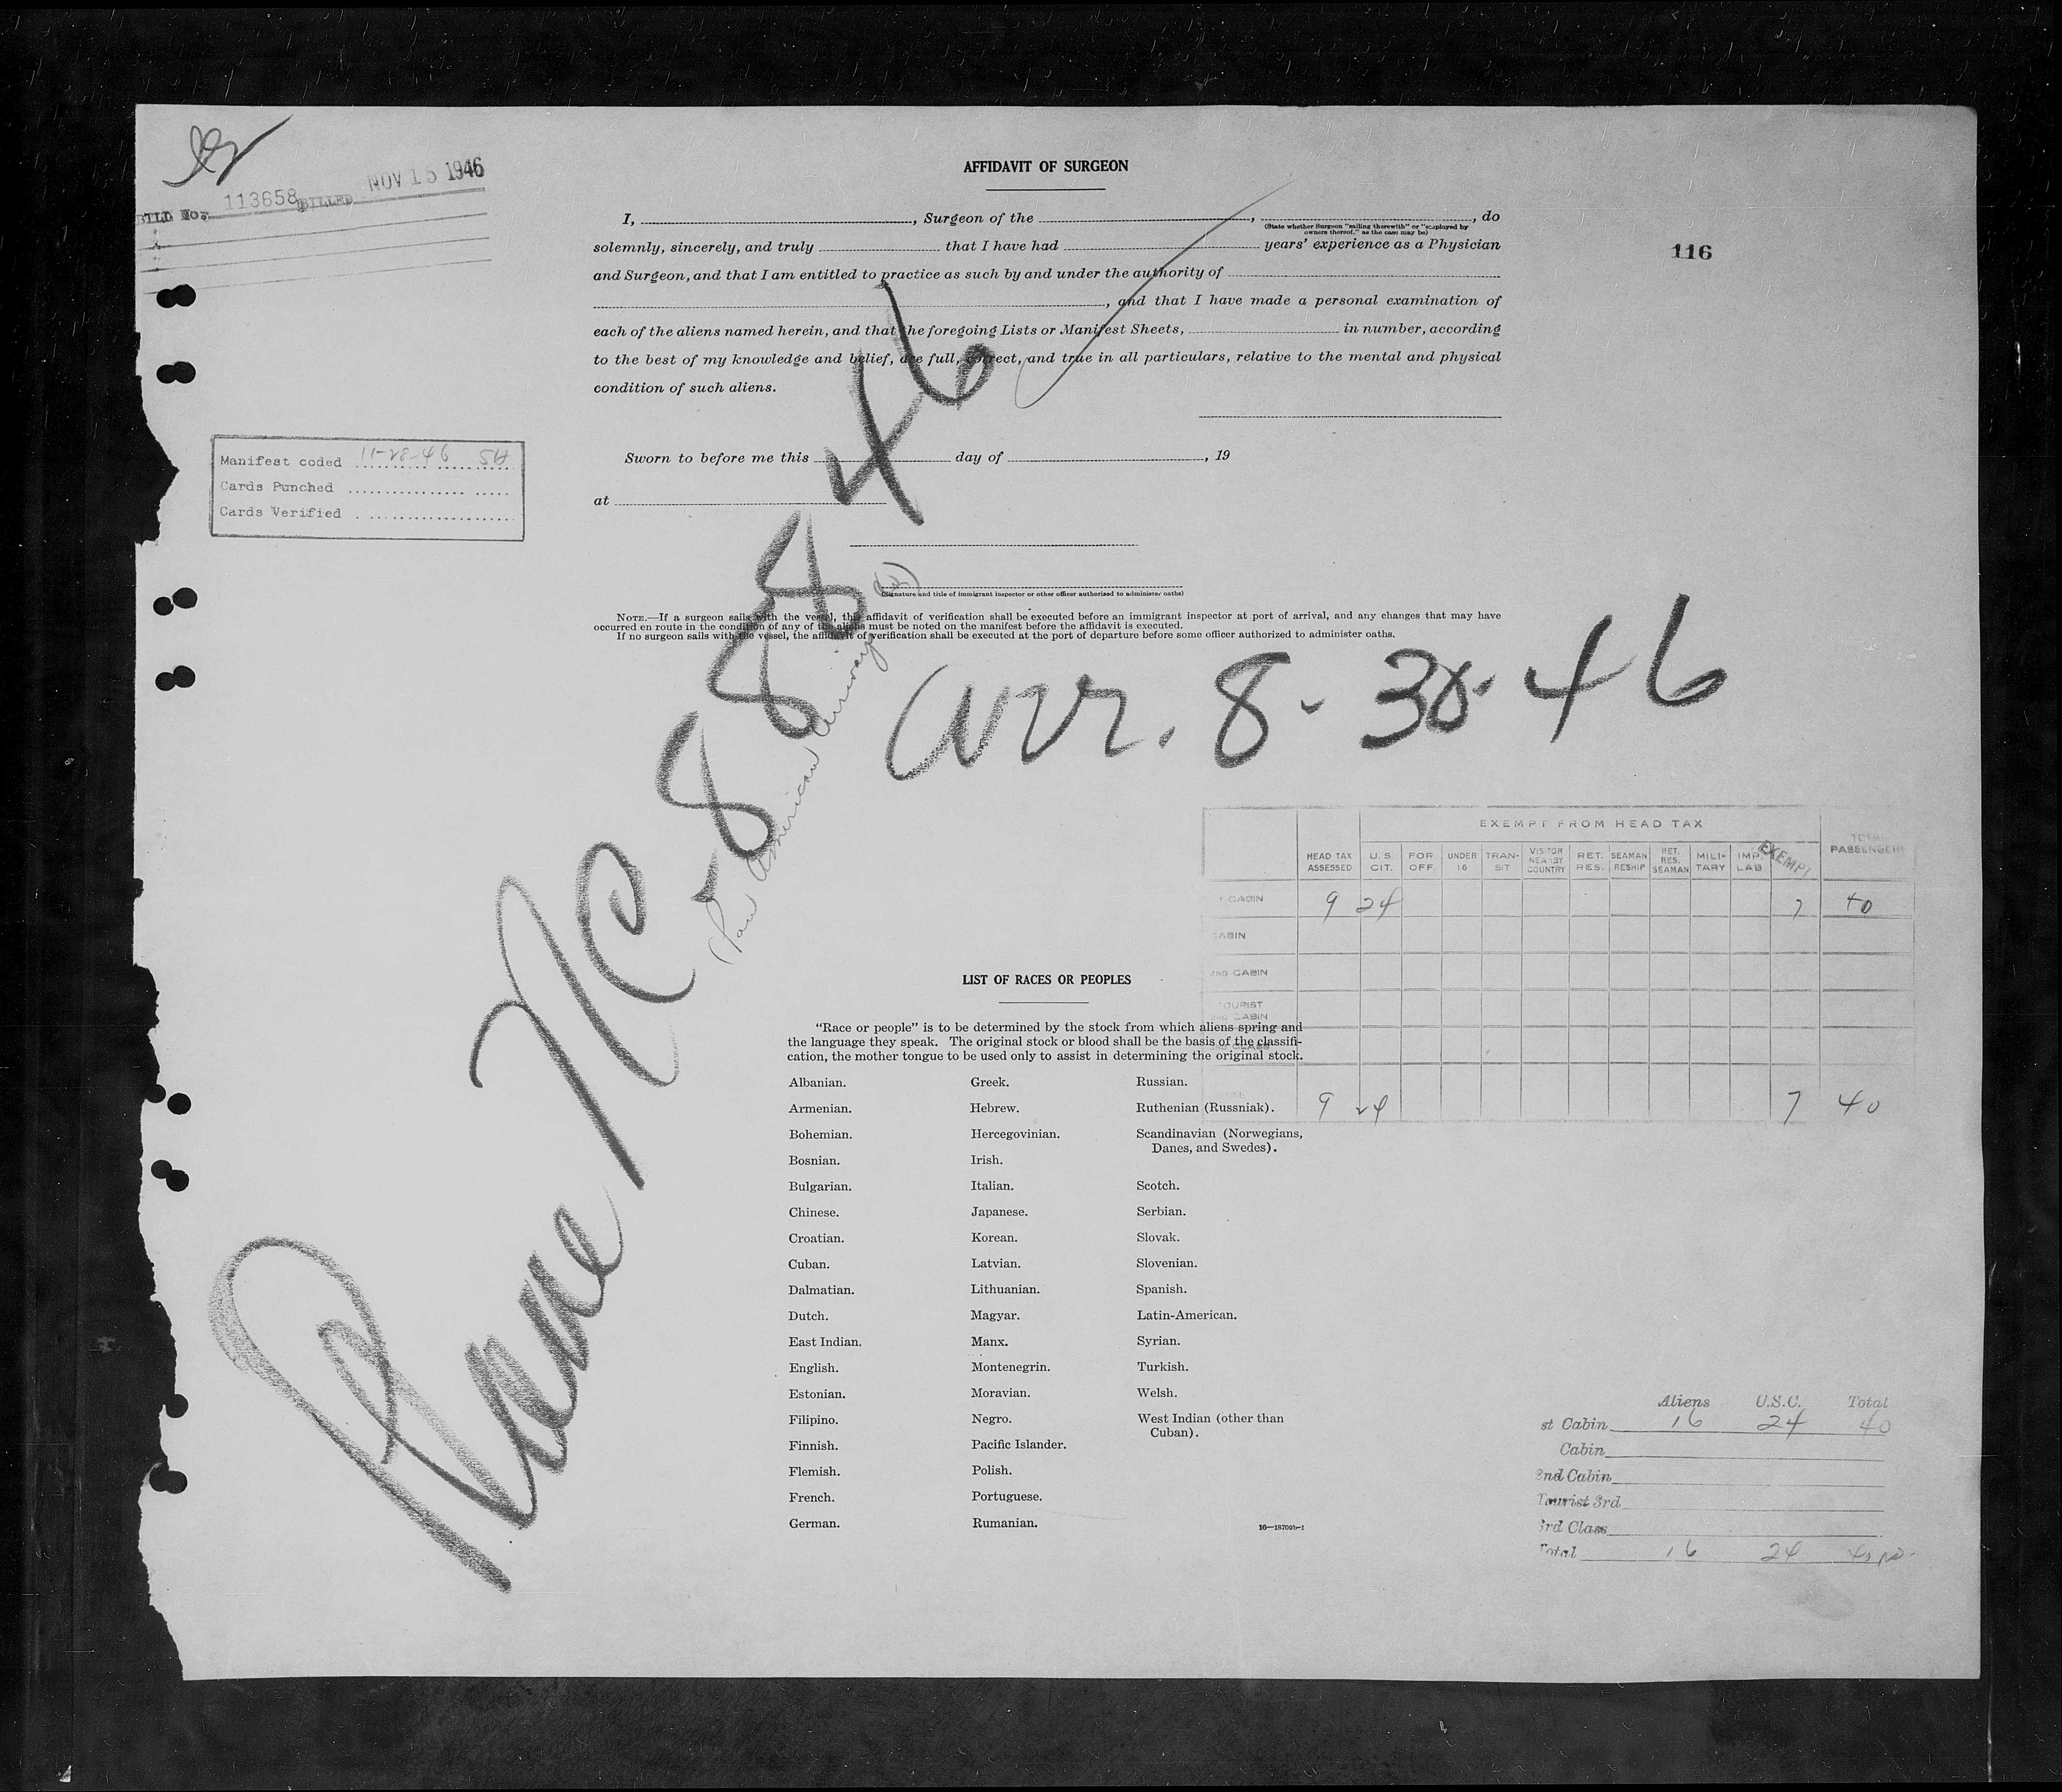 NOV 15 1946
BILL No. 113658 BILLED
116
AFFIDAVIT OF SURGEON
I, , Surgeon of the , , do
(State whether Surgeon "sailing therewith" or "employed by
owners thereof," as the case may be)
solemnly, sincerely, and truly that I have had years' experience as a Physician
and Surgeon, and that I am entitled to practice as such by and under the authority of
, and that I have made a personal examination of
each of the aliens named herein, and that the foregoing Lists or Manifest Sheets, in number, according
to the best of my knowledge and belief, are full, correct, and true in all particulars, relative to the mental and physical
condition of such aliens.
Manifest coded 11-28-46 SH
Cards Punched
Cards Verified
Sworn to before me this day of , 19
at
(Signature and title of immigrant inspector or other officer authorized to administer oaths)
NOTE.—If a surgeon sails with the vessel, this affidavit of verification shall be executed before an immigrant inspector at port of arrival, and any changes that may have
occurred en route in the condition of any of the aliens must be noted on the manifest before the affidavit is executed.
If no surgeon sails with the vessel, the affidavit of verification shall be executed at the port of departure before some officer authorized to administer oaths.
Plane NC-88846
(Pan American Airways)
arr. 8-30-46
EXEMPT FROM HEAD TAX
HEAD TAX ASSESSED U.S. CIT. FOR. OFF. UNDER 16 TRAN-SIT VISITOR NEARBY COUNTRY RET. RES. SEAMAN RESHIP RET. RES. SEAMAN MILI-TARY IMP. LAB. EXEMPT TOTAL PASSENGERS
CABIN 9 24 7 40
CABIN
2ND CABIN
TOURIST
3RD CABIN
3RD CLASS
TOTAL 9 24 7 40
LIST OF RACES OR PEOPLES
"Race or people" is to be determined by the stock from which aliens spring and
the language they speak. The original stock or blood shall be the basis of the classifi-
cation, the mother tongue to be used only to assist in determining the original stock.
Albanian. Greek. Russian.
Armenian. Hebrew. Ruthenian (Russniak).
Bohemian. Hercegovinian. Scandinavian (Norwegians,
Danes, and Swedes).
Bosnian. Irish.
Bulgarian. Italian. Scotch.
Chinese. Japanese. Serbian.
Croatian. Korean. Slovak.
Cuban. Latvian. Slovenian.
Dalmatian. Lithuanian. Spanish.
Dutch. Magyar. Latin-American.
East Indian. Manx. Syrian.
English. Montenegrin. Turkish.
Estonian. Moravian. Welsh.
Filipino. Negro. West Indian (other than
Cuban).
Finnish. Pacific Islander.
Flemish. Polish.
French. Portuguese.
German. Rumanian.
Aliens U.S.C. Total
st Cabin 16 24 40
Cabin
2nd Cabin
Tourist 3rd
3rd Class
Total 16 24 40